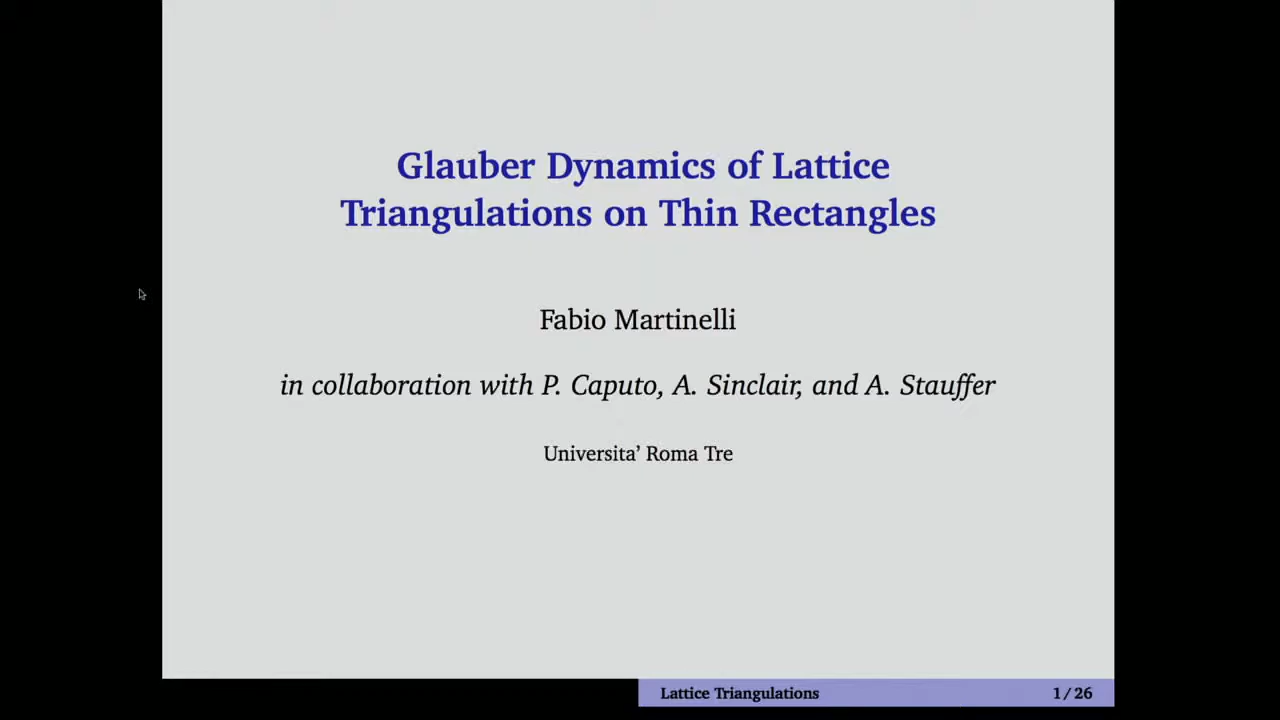 Glauber Dynamics of Lattice
Triangulations on Thin Rectangles
Fabio Martinelli
in collaboration with P. Caputo, A. Sinclair, and A. Stauffer
Universita’ Roma Tre
Lattice Triangulations 1 / 26